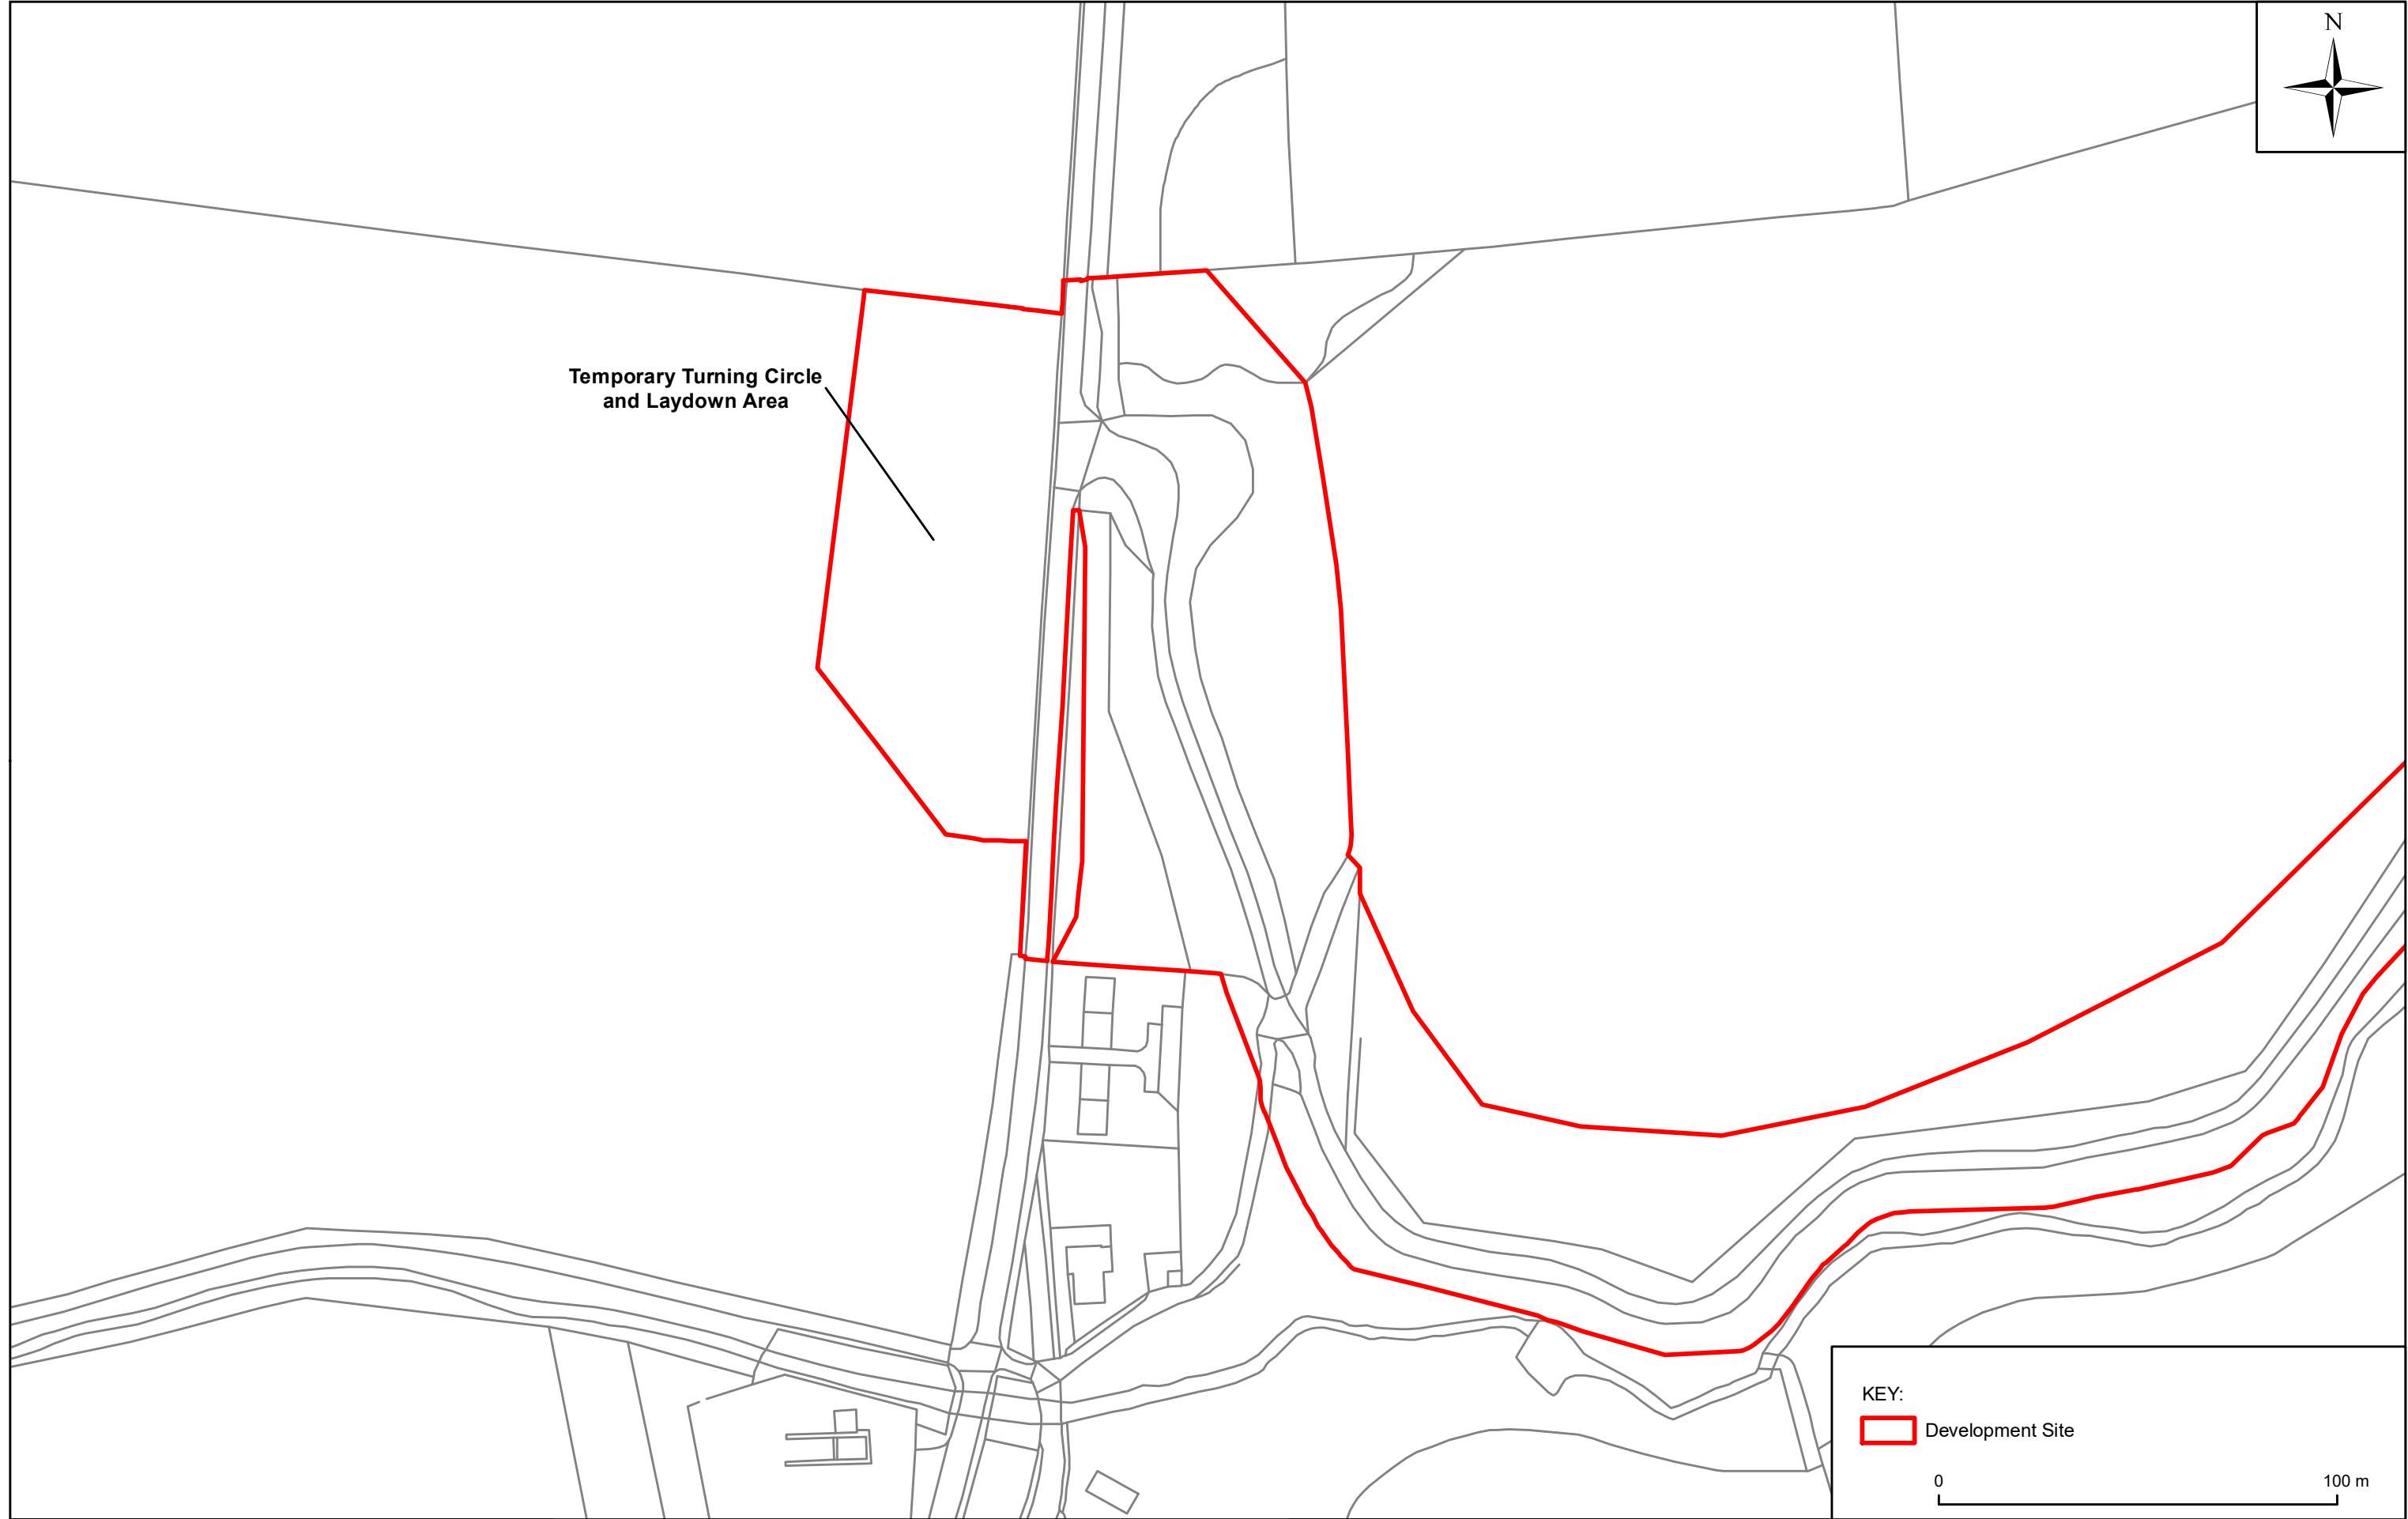 N
Temporary Turning Circle
and Laydown Area
KEY:
Development Site
0 100 m